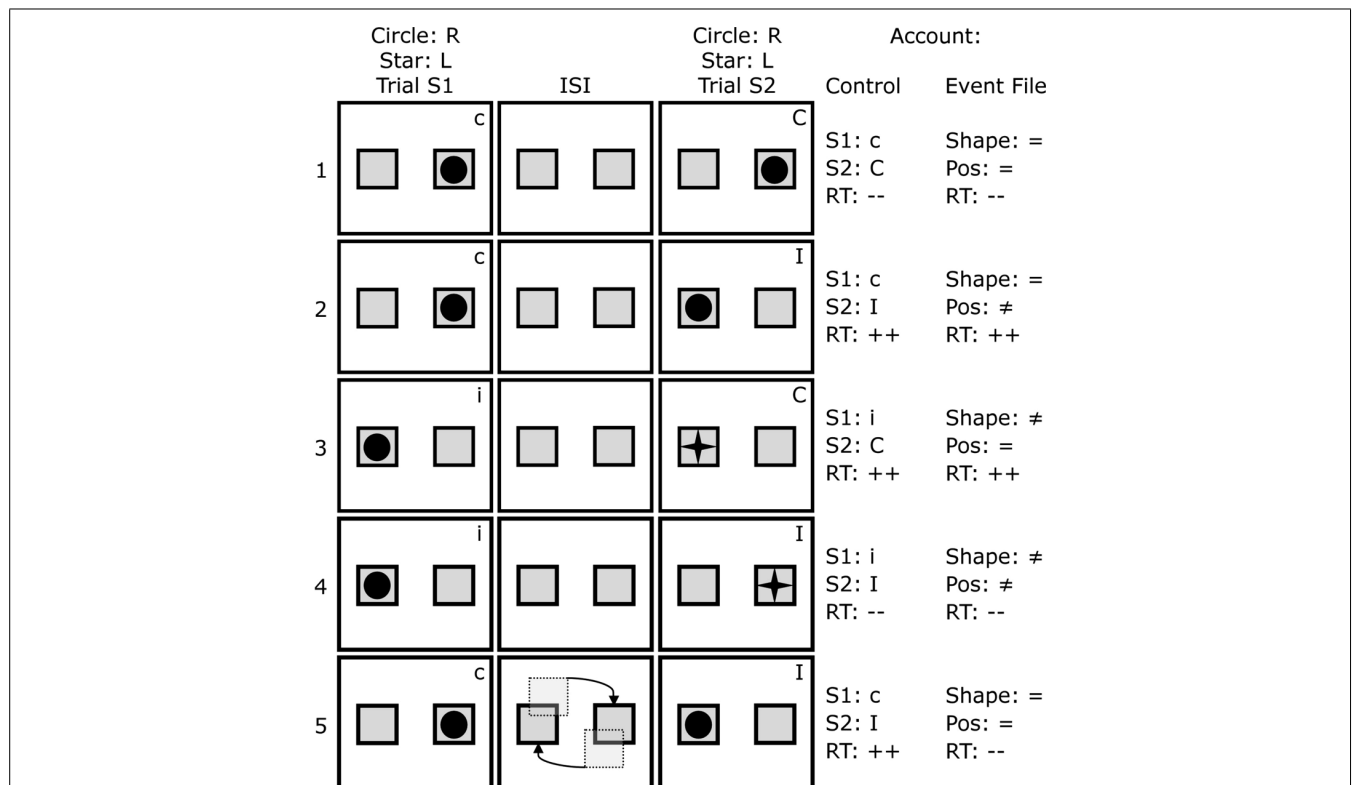 Circle: R Circle: R Account:
Star: L Star: L
Trial S1 ISI Trial S2 Control Event File
c C
1 S1: c Shape: =
S2: C Pos: =
RT: -- RT: --
c I
2 S1: c Shape: =
S2: I Pos: ≠
RT: ++ RT: ++
i C
3 S1: i Shape: ≠
S2: C Pos: =
RT: ++ RT: ++
i I
4 S1: i Shape: ≠
S2: I Pos: ≠
RT: -- RT: --
c I
5 S1: c Shape: =
S2: I Pos: =
RT: ++ RT: --